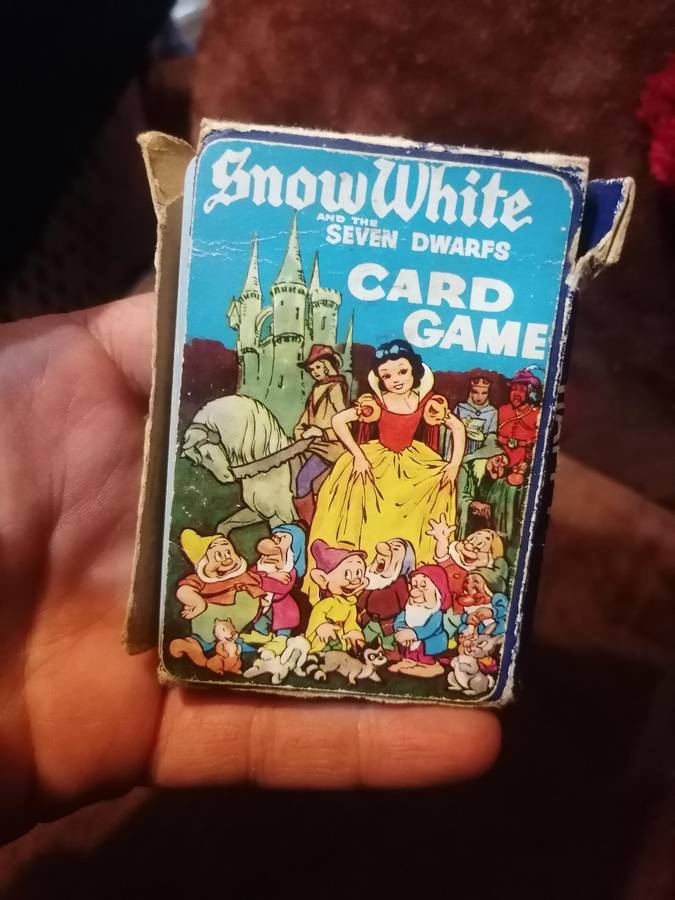 Snow White
AND THE
SEVEN DWARFS
CARD
GAME